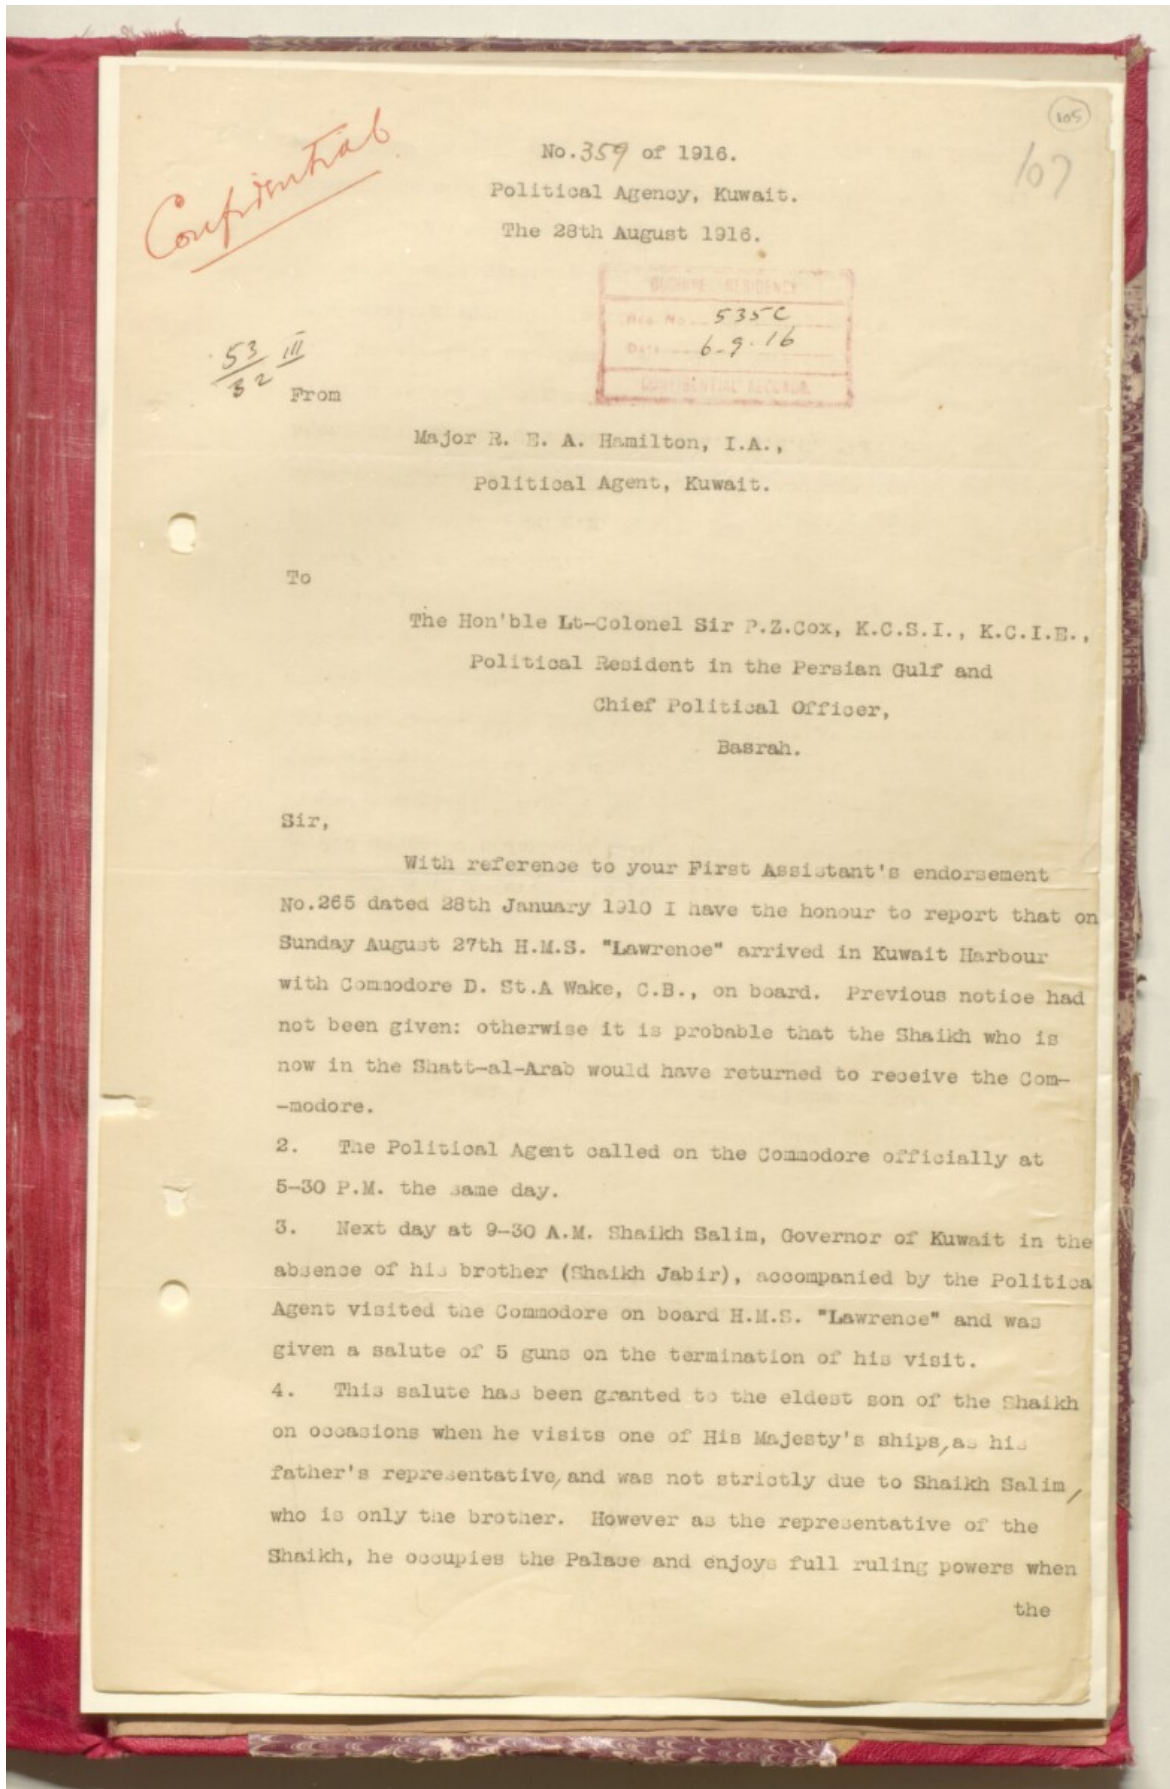 105
107
Confidential
No.359 of 1916.
Political Agency, Kuwait.
The 28th August 1916.
BUSHIRE RESIDENCY
Reg. No. 535C
Date 6.9.16
CONFIDENTIAL RECORDS.
53/32 III
From
Major R. E. A. Hamilton, I.A.,
Political Agent, Kuwait.
To
The Hon'ble Lt-Colonel Sir P.Z.Cox, K.C.S.I., K.C.I.E.,
Political Resident in the Persian Gulf and
Chief Political Officer,
Basrah.
Sir,
With reference to your First Assistant's endorsement
No.265 dated 28th January 1910 I have the honour to report that on
Sunday August 27th H.M.S. "Lawrence" arrived in Kuwait Harbour
with Commodore D. St.A Wake, C.B., on board. Previous notice had
not been given: otherwise it is probable that the Shaikh who is
now in the Shatt-al-Arab would have returned to receive the Com-
-modore.
2. The Political Agent called on the Commodore officially at
5-30 P.M. the same day.
3. Next day at 9-30 A.M. Shaikh Salim, Governor of Kuwait in the
absence of his brother (Shaikh Jabir), accompanied by the Politica
Agent visited the Commodore on board H.M.S. "Lawrence" and was
given a salute of 5 guns on the termination of his visit.
4. This salute has been granted to the eldest son of the Shaikh
on occasions when he visits one of His Majesty's ships, as his
father's representative, and was not strictly due to Shaikh Salim,
who is only the brother. However as the representative of the
Shaikh, he occupies the Palace and enjoys full ruling powers when
the